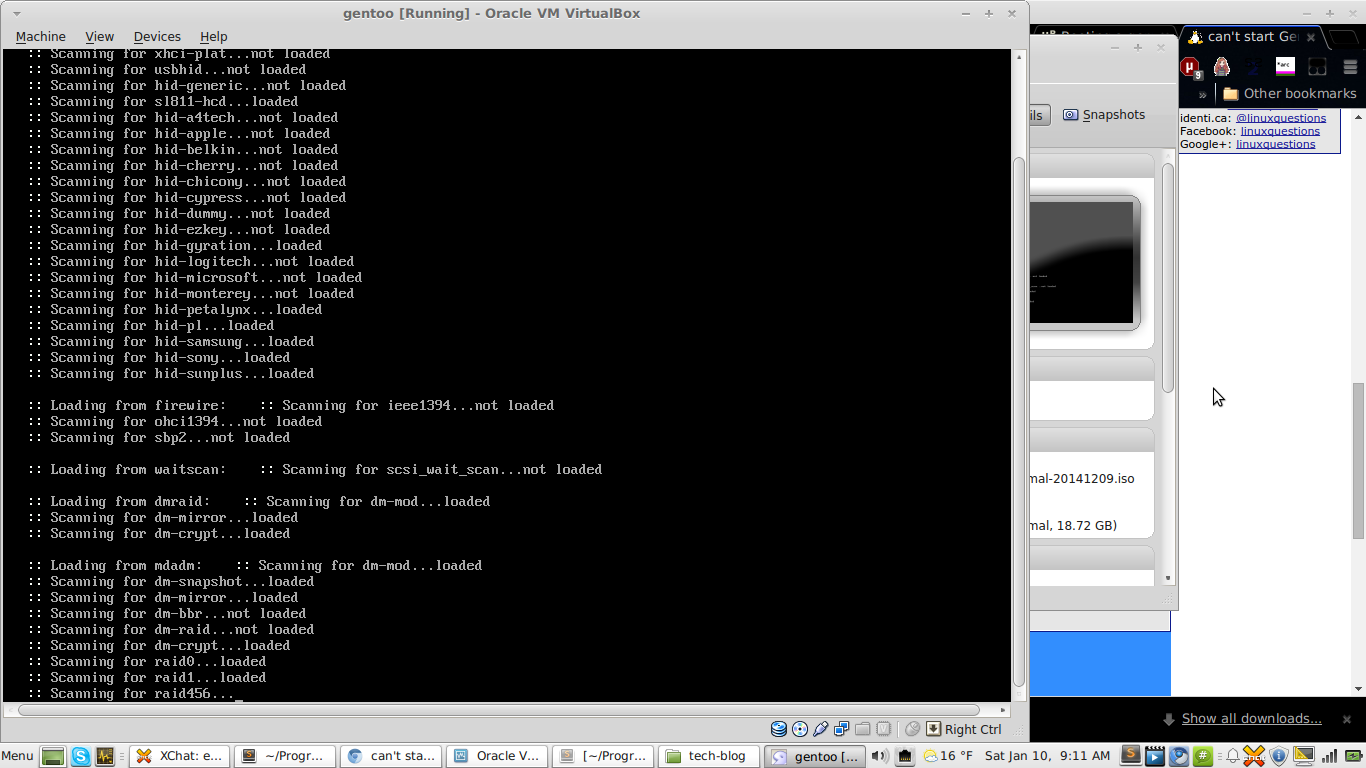 gentoo [Running] - Oracle VM VirtualBox
Machine View Devices Help
:: Scanning for xhci-plat...not loaded
:: Scanning for usbhid...not loaded
:: Scanning for hid-generic...not loaded
:: Scanning for sl811-hcd...loaded
:: Scanning for hid-a4tech...not loaded
:: Scanning for hid-apple...not loaded
:: Scanning for hid-belkin...not loaded
:: Scanning for hid-cherry...not loaded
:: Scanning for hid-chicony...not loaded
:: Scanning for hid-cypress...not loaded
:: Scanning for hid-dummy...not loaded
:: Scanning for hid-ezkey...not loaded
:: Scanning for hid-gyration...loaded
:: Scanning for hid-logitech...not loaded
:: Scanning for hid-microsoft...not loaded
:: Scanning for hid-monterey...not loaded
:: Scanning for hid-petalynx...loaded
:: Scanning for hid-pl...loaded
:: Scanning for hid-samsung...loaded
:: Scanning for hid-sony...loaded
:: Scanning for hid-sunplus...loaded
:: Loading from firewire: :: Scanning for ieee1394...not loaded
:: Scanning for ohci1394...not loaded
:: Scanning for sbp2...not loaded
:: Loading from waitscan: :: Scanning for scsi_wait_scan...not loaded
:: Loading from dmraid: :: Scanning for dm-mod...loaded
:: Scanning for dm-mirror...loaded
:: Scanning for dm-crypt...loaded
:: Loading from mdadm: :: Scanning for dm-mod...loaded
:: Scanning for dm-snapshot...loaded
:: Scanning for dm-mirror...loaded
:: Scanning for dm-bbr...not loaded
:: Scanning for dm-raid...not loaded
:: Scanning for dm-crypt...loaded
:: Scanning for raid0...loaded
:: Scanning for raid1...loaded
:: Scanning for raid456..._
Right Ctrl
ils Snapshots
mal-20141209.iso
mal, 18.72 GB)
can't start Ge
9
*arc
» Other bookmarks
identi.ca: @linuxquestions
Facebook: linuxquestions
Google+: linuxquestions
Show all downloads...
Menu XChat: e... ~/Progr... can't sta... Oracle V... [~/Progr... tech-blog gentoo [... 16 °F Sat Jan 10, 9:11 AM